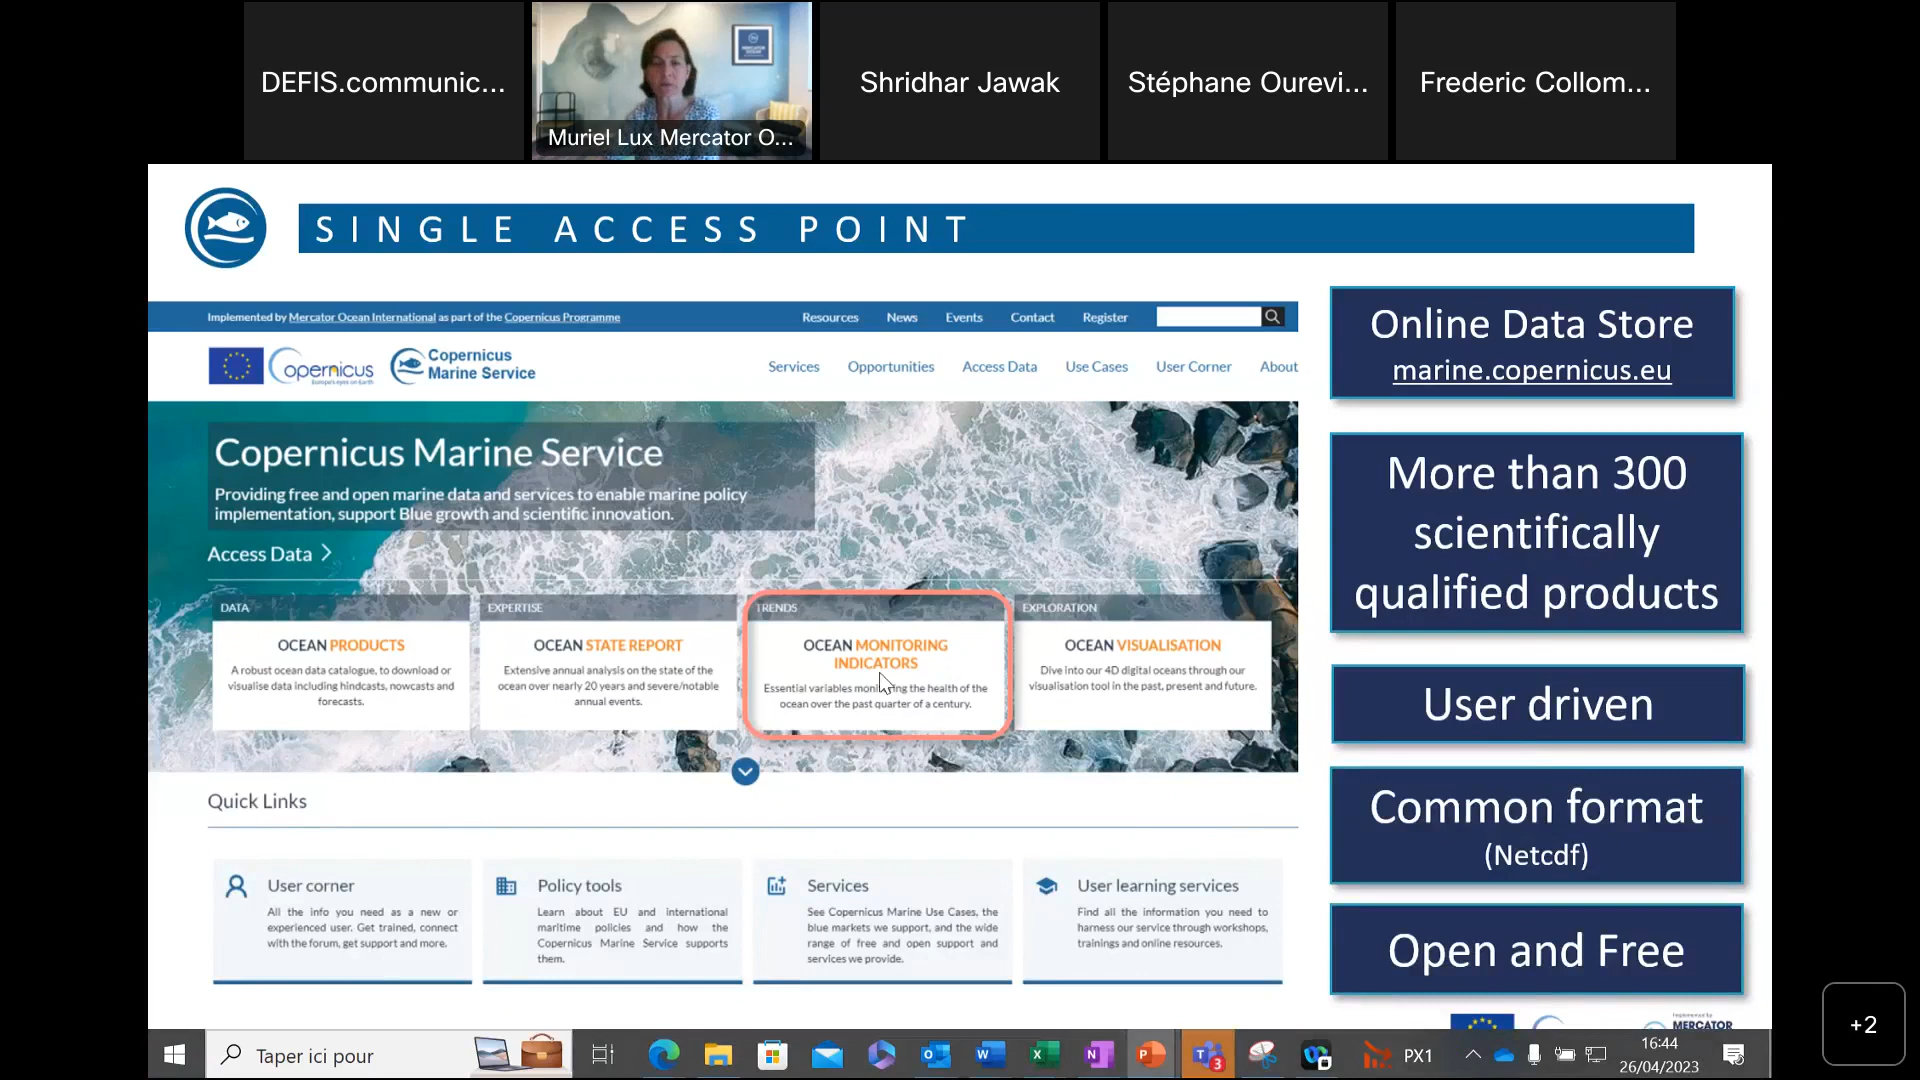 DEFIS.communic...
Muriel Lux Mercator O...
Shridhar Jawak
Stéphane Ourevi...
Frederic Collom...
SINGLE ACCESS POINT
Implemented by Mercator Ocean International as part of the Copernicus Programme
Resources
News
Events
Contact
Register
opernicus
Europe's eyes on Earth
Copernicus
Marine Service
Services
Opportunities
Access Data
Use Cases
User Corner
About
Copernicus Marine Service
Providing free and open marine data and services to enable marine policy
implementation, support Blue growth and scientific innovation.
Access Data
DATA
OCEAN PRODUCTS
A robust ocean data catalogue, to download or
visualise data including hindcasts, nowcasts and
forecasts.
EXPERTISE
OCEAN STATE REPORT
Extensive annual analysis on the state of the
ocean over nearly 20 years and severe/notable
annual events.
TRENDS
OCEAN MONITORING
INDICATORS
Essential variables monitoring the health of the
ocean over the past quarter of a century.
EXPLORATION
OCEAN VISUALISATION
Dive into our 4D digital oceans through our
visualisation tool in the past, present and future.
Quick Links
User corner
All the info you need as a new or
experienced user. Get trained, connect
with the forum, get support and more.
Policy tools
Learn about EU and international
maritime policies and how the
Copernicus Marine Service supports
them.
Services
See Copernicus Marine Use Cases, the
blue markets we support, and the wide
range of free and open support and
services we provide.
User learning services
Find all the information you need to
harness our service through workshops,
trainings and online resources.
Online Data Store
marine.copernicus.eu
More than 300
scientifically
qualified products
User driven
Common format
(Netcdf)
Open and Free
Implemented by
MERCATOR
+2
Taper ici pour
3
PX1
16:44
26/04/2023